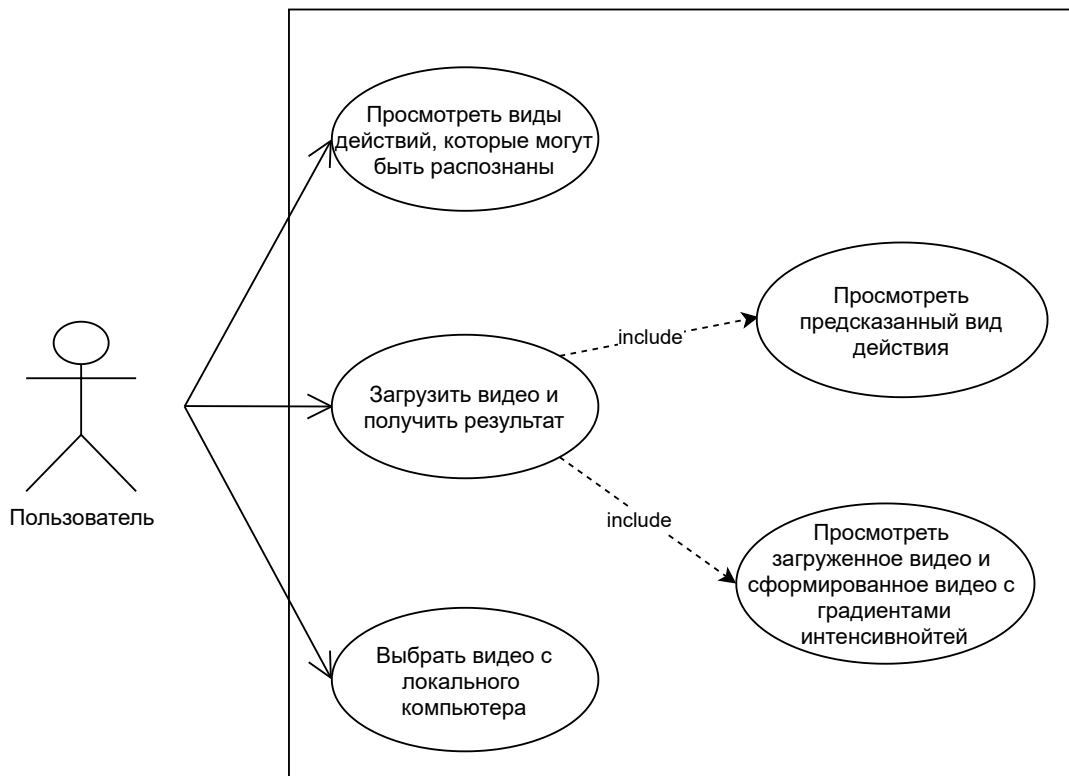 Просмотреть виды
действий, которые могут
быть распознаны
Просмотреть
предсказанный вид
действия
include
Загрузить видео и
получить результат
Пользователь
include
Просмотреть
загруженное видео и
сформированное видео с
градиентами
интенсивнойтей
Выбрать видео с
локального
компьютера